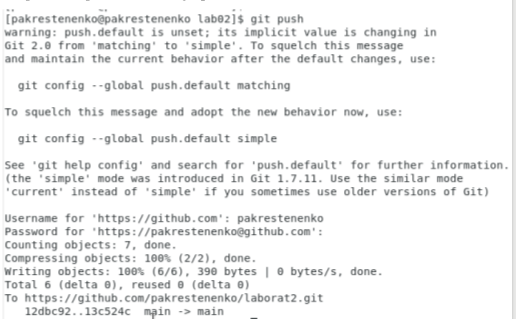 [pakrestenenko@pakrestenenko lab02]$ git push
warning: push.default is unset; its implicit value is changing in
Git 2.0 from 'matching' to 'simple'. To squelch this message
and maintain the current behavior after the default changes, use:
git config --global push.default matching
To squelch this message and adopt the new behavior now, use:
git config --global push.default simple
See 'git help config' and search for 'push.default' for further information.
(the 'simple' mode was introduced in Git 1.7.11. Use the similar mode
'current' instead of 'simple' if you sometimes use older versions of Git)
Username for 'https://github.com': pakrestenenko
Password for 'https://pakrestenenko@github.com':
Counting objects: 7, done.
Compressing objects: 100% (2/2), done.
Writing objects: 100% (6/6), 390 bytes | 0 bytes/s, done.
Total 6 (delta 0), reused 0 (delta 0)
To https://github.com/pakrestenenko/laborat2.git
12dbc92..13c524c main -> main